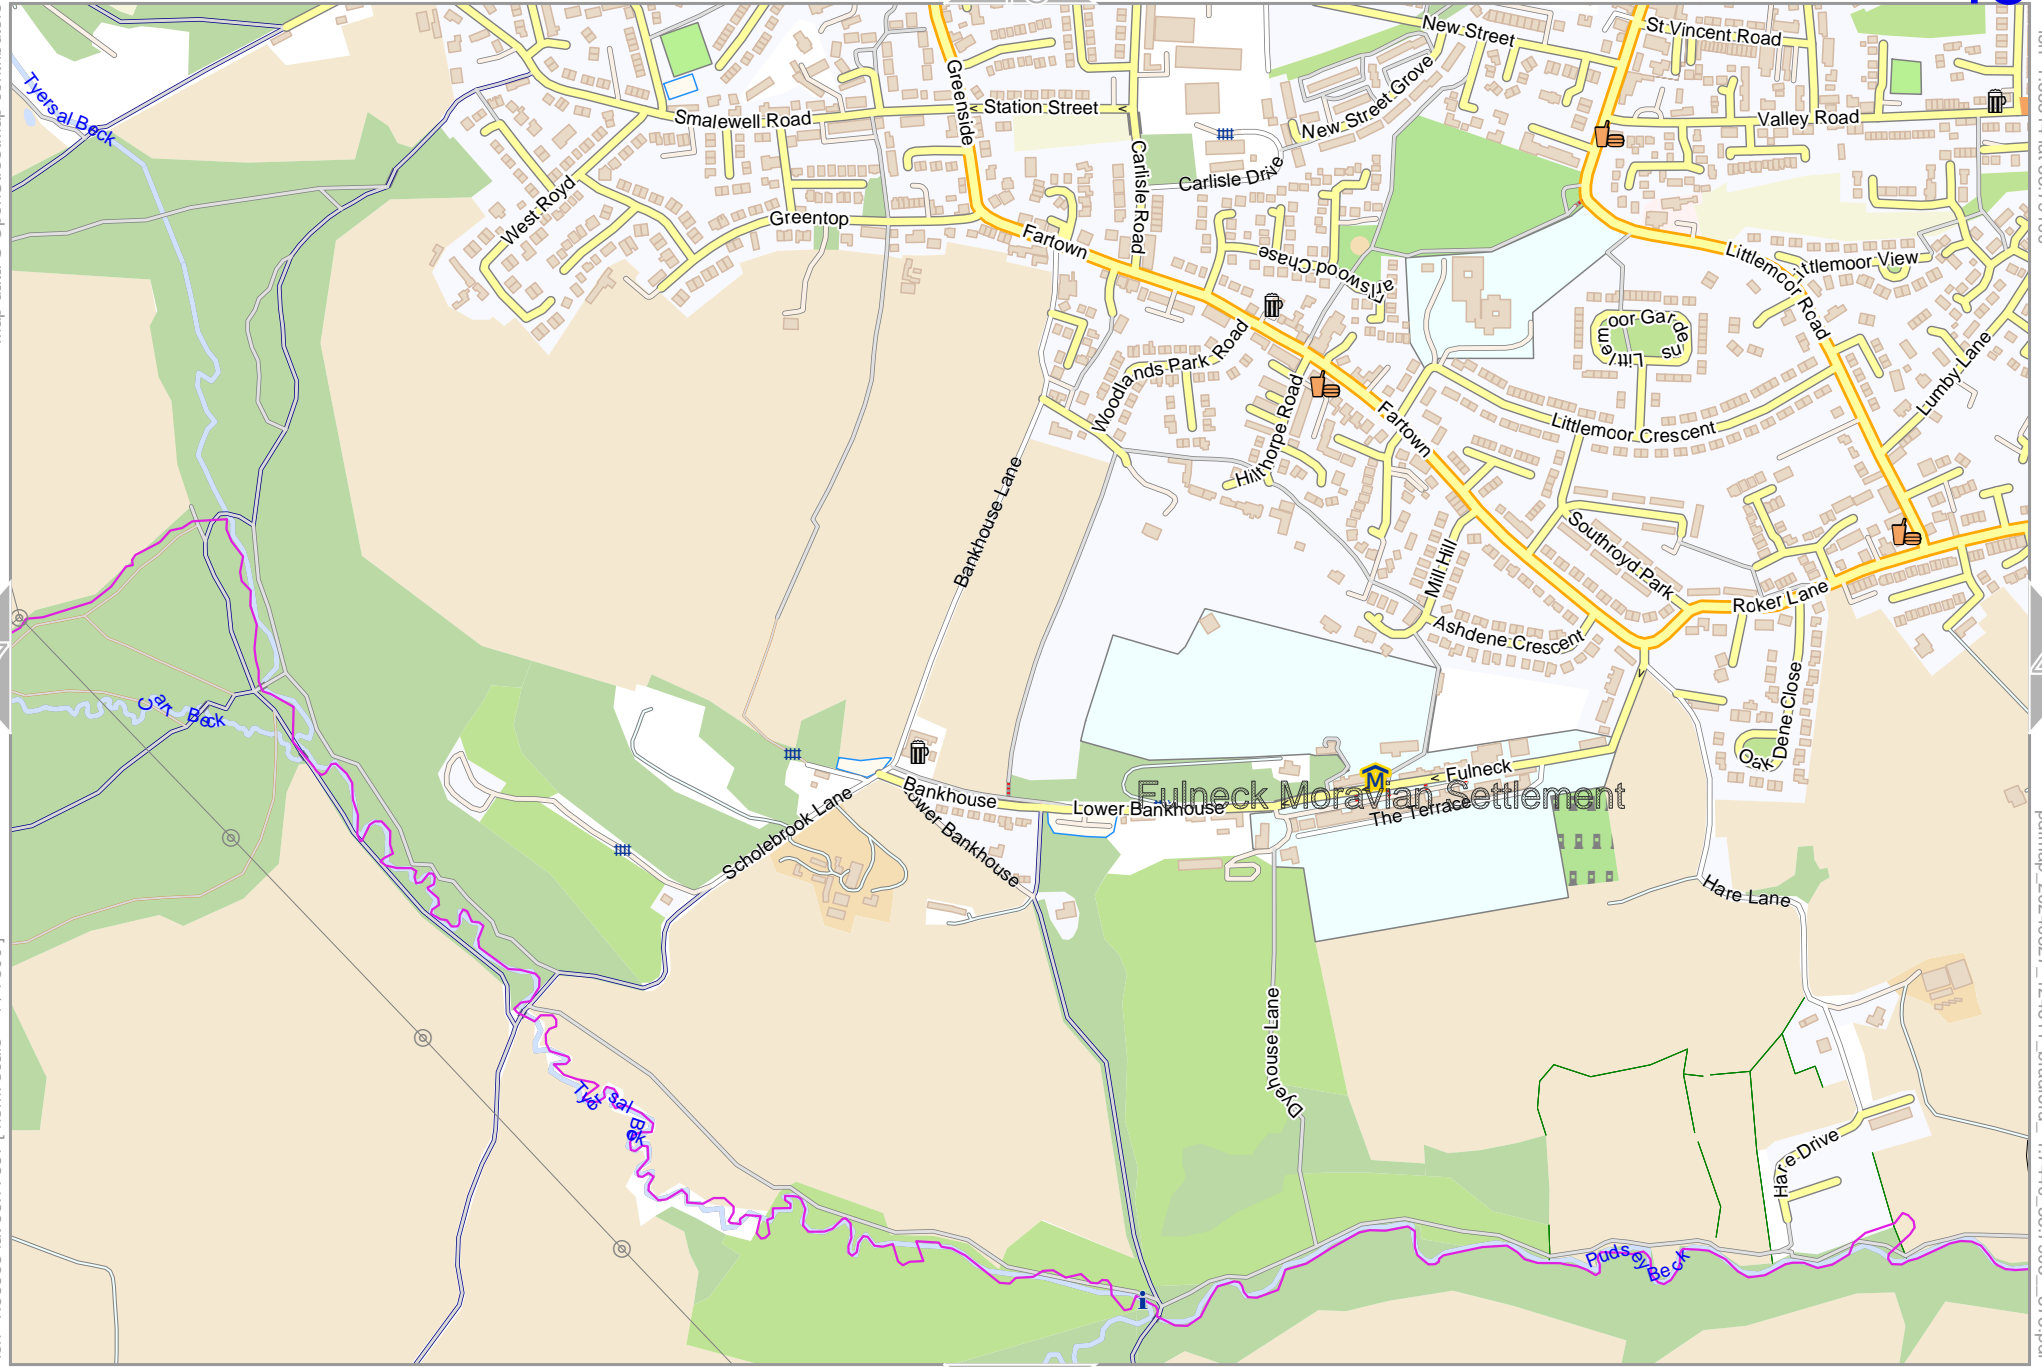 New Street
St Vincent Road
Greenside
Tyersal Beck
Station Street
Smalewell Road
New Street Grove
Valley Road
Carlisle Road
Carlisle Drive
West Royd
Greentop
Fartown
Littlemoor Road
Littlemoor View
Littlemoor Gardens
Woodlands Park Road
Lumby Lane
Hillthorpe Road
Fartown
Littlemoor Crescent
Bankhouse Lane
Southroyd Park
Mill Hill
Roker Lane
Ashdene Crescent
Oak Dene Close
Carr Beck
Fulneck
Bankhouse
Lower Bankhouse
Fulneck Moravian Settlement
The Terrace
Scholebrook Lane
Lower Bankhouse
Hare Lane
Dyehouse Lane
Tyersal Beck
Hare Drive
Pudsey Beck